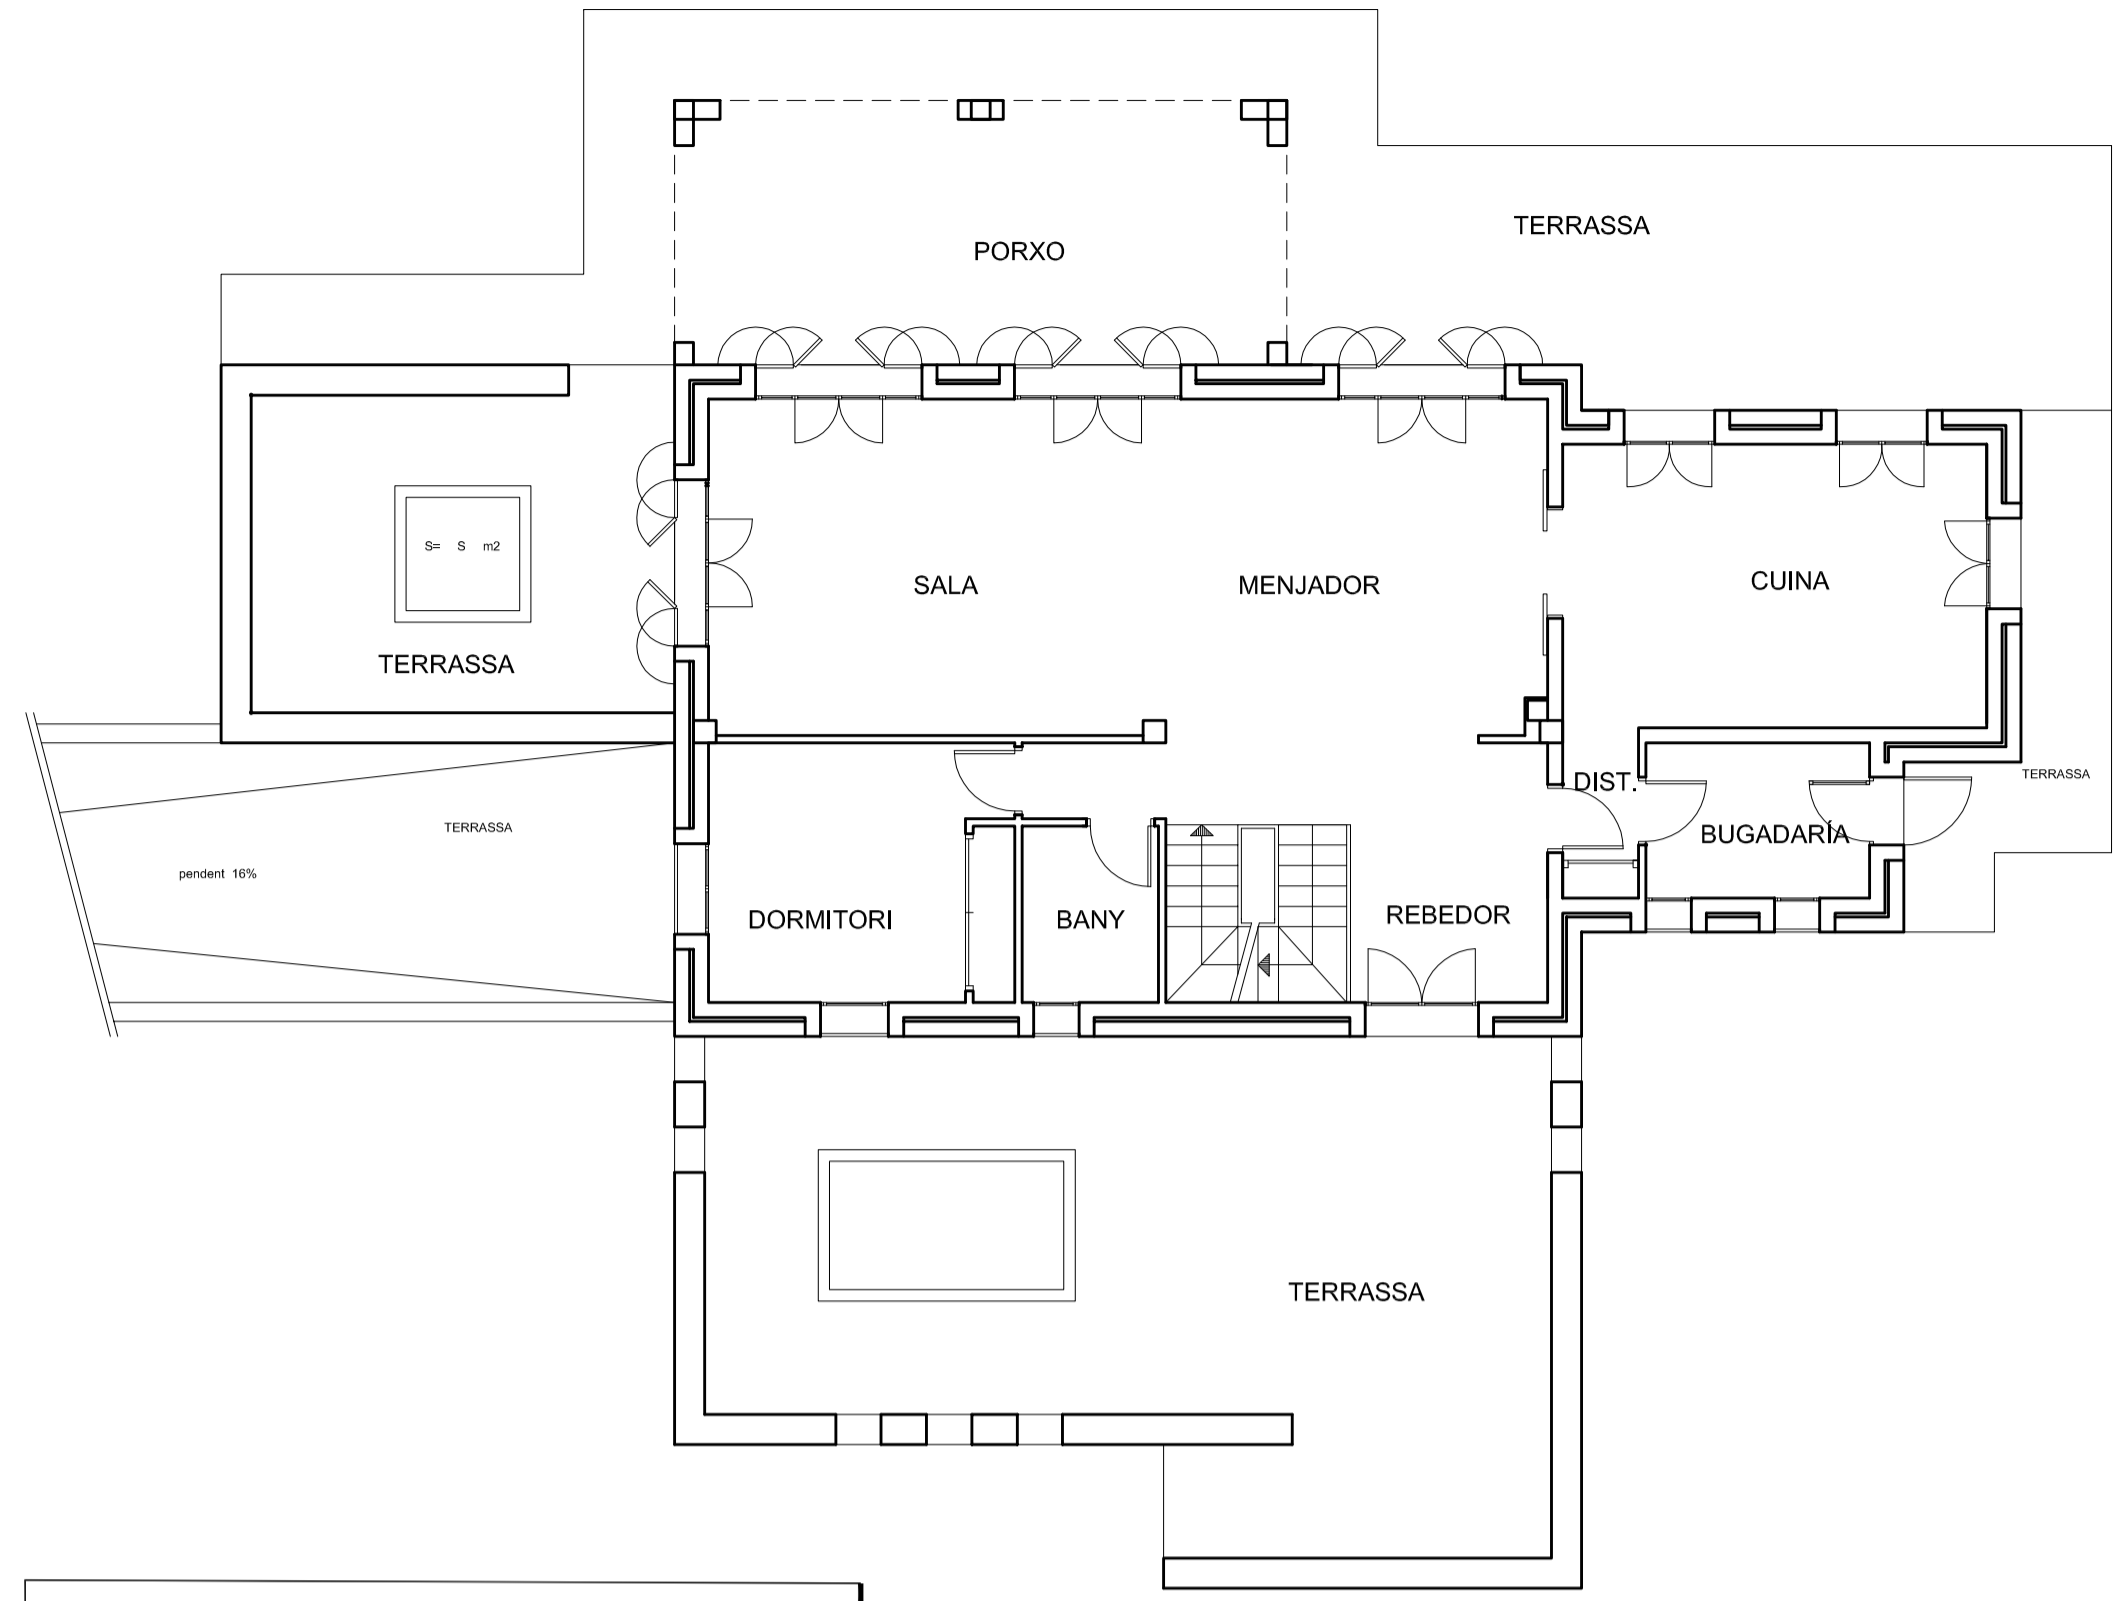 TERRASSA
PORXO
S= S m2
SALA
MENJADOR
CUINA
TERRASSA
DIST.
TERRASSA
TERRASSA
BUGADARÍA
pendent 16%
DORMITORI
BANY
REBEDOR
TERRASSA